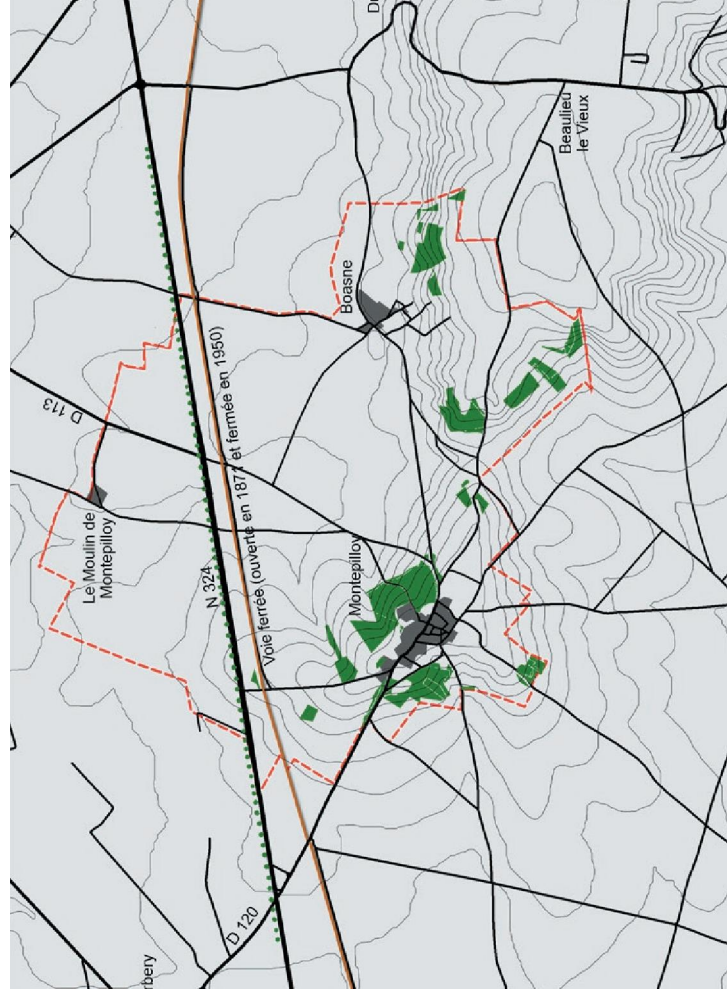 rbery
D 120
Le Moulin de
Montepilloy
D 113
N 324
Voie ferrée (ouverte en 1871 et fermée en 1950)
Montepilloy
Boasne
Beaulieu
le Vieux